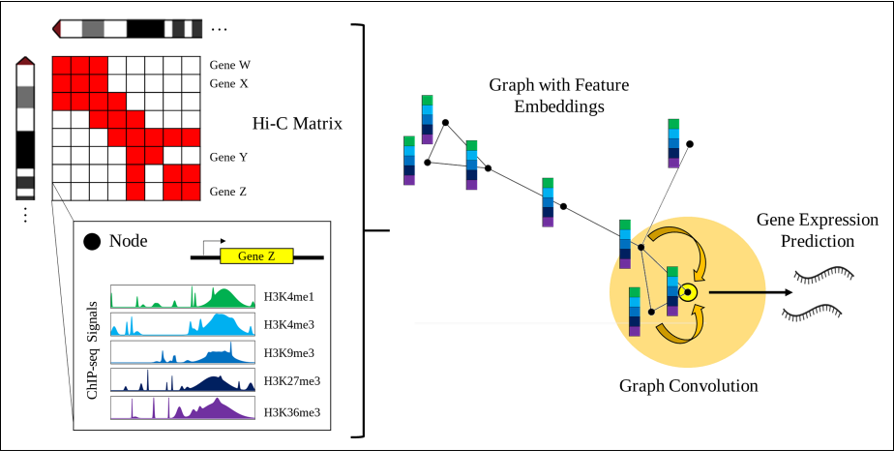 ...
Gene W
Gene X
Hi-C Matrix
Gene Y
Gene Z
...
Node
Gene Z
ChIP-seq Signals
H3K4me1
H3K4me3
H3K9me3
H3K27me3
H3K36me3
Graph with Feature
Embeddings
Gene Expression
Prediction
Graph Convolution